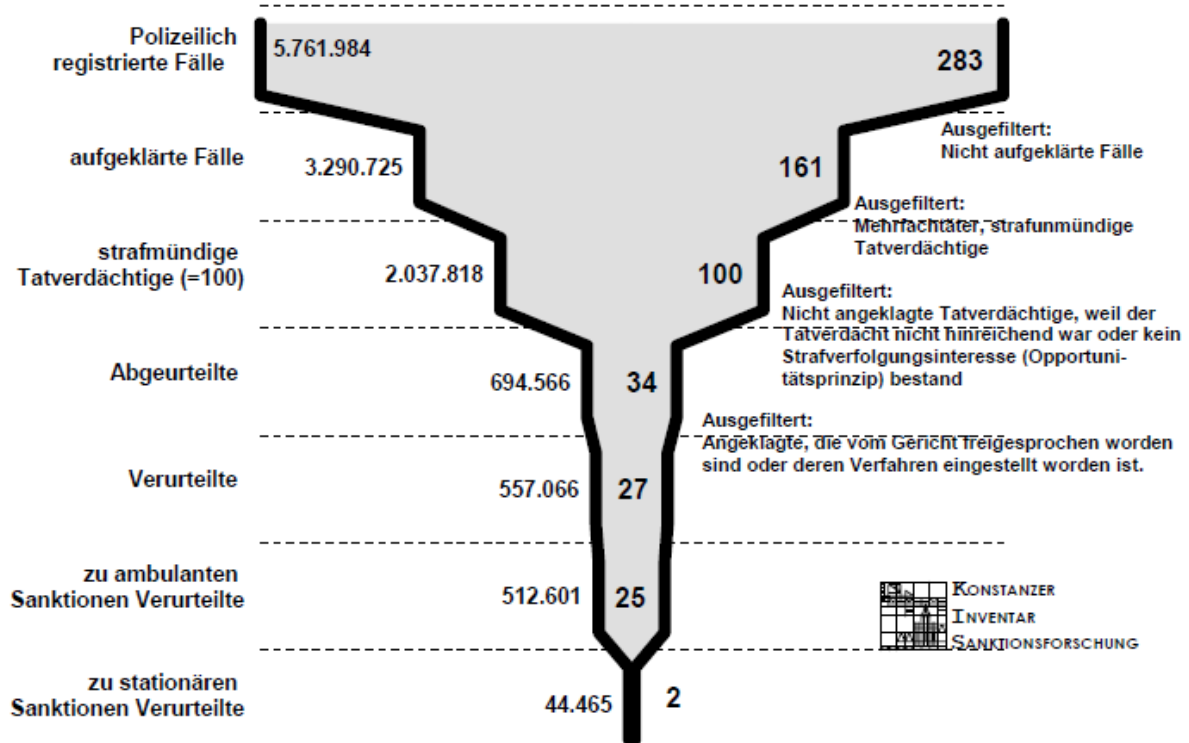 Polizeilich
registrierte Fälle
5.761.984
283
Ausgefiltert:
Nicht aufgeklärte Fälle
aufgeklärte Fälle
3.290.725
161
Ausgefiltert:
Mehrfachtäter, strafunmündige
Tatverdächtige
strafmündige
Tatverdächtige (=100)
2.037.818
100
Ausgefiltert:
Nicht angeklagte Tatverdächtige, weil der
Tatverdacht nicht hinreichend war oder kein
Strafverfolgungsinteresse (Opportuni-
tätsprinzip) bestand
Abgeurteilte
694.566
34
Ausgefiltert:
Angeklagte, die vom Gericht freigesprochen worden
sind oder deren Verfahren eingestellt worden ist.
Verurteilte
557.066
27
zu ambulanten
Sanktionen Verurteilte
512.601
25
KONSTANZER
INVENTAR
SANKTIONSFORSCHUNG
zu stationären
Sanktionen Verurteilte
44.465
2